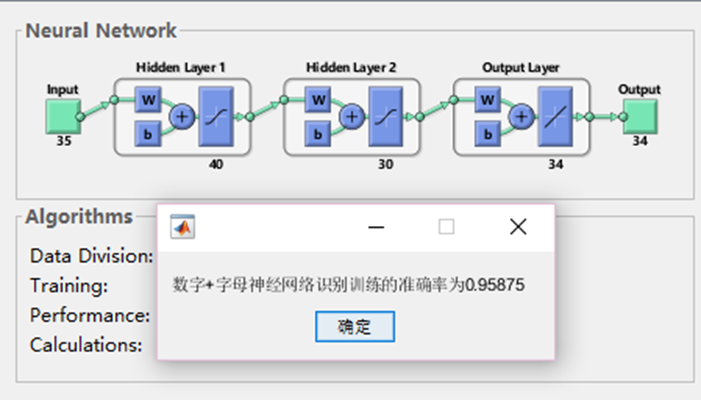 Neural Network
Hidden Layer 1
Hidden Layer 2
Output Layer
Input
Output
W
W
W
b
b
b
35
40
30
34
34
Algorithms
Data Division:
Training:
Performance:
Calculations:
数字+字母神经网络识别训练的准确率为0.95875
确定